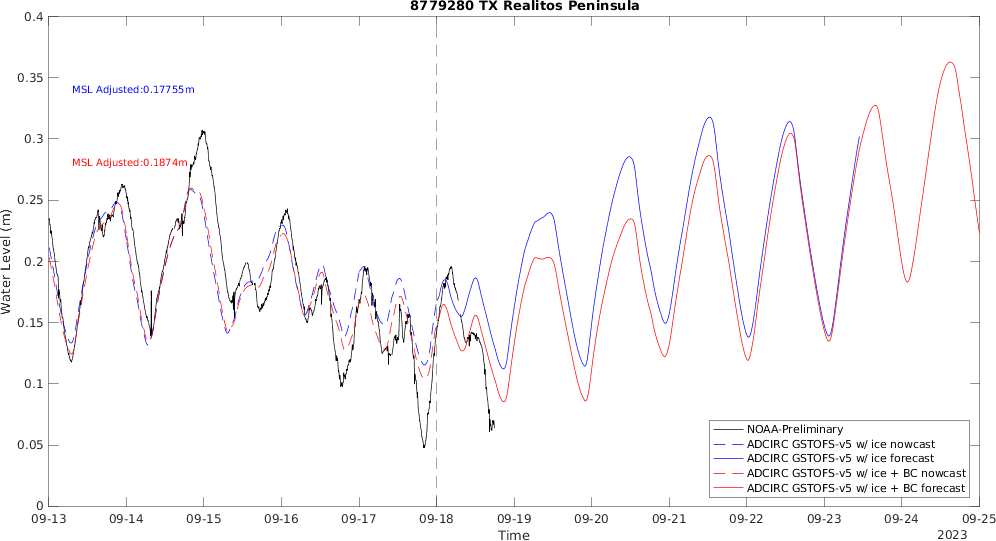 8779280 TX Realitos Peninsula
0.4
0.35
0.3
0.25
0.2
0.15
0.1
0.05
0
Water Level (m)
MSL Adjusted:0.17755m
MSL Adjusted:0.1874m
NOAA-Preliminary
ADCIRC GSTOFS-v5 w/ ice nowcast
ADCIRC GSTOFS-v5 w/ ice forecast
ADCIRC GSTOFS-v5 w/ ice + BC nowcast
ADCIRC GSTOFS-v5 w/ ice + BC forecast
09-13 09-14 09-15 09-16 09-17 09-18 09-19 09-20 09-21 09-22 09-23 09-24 09-25
Time
2023